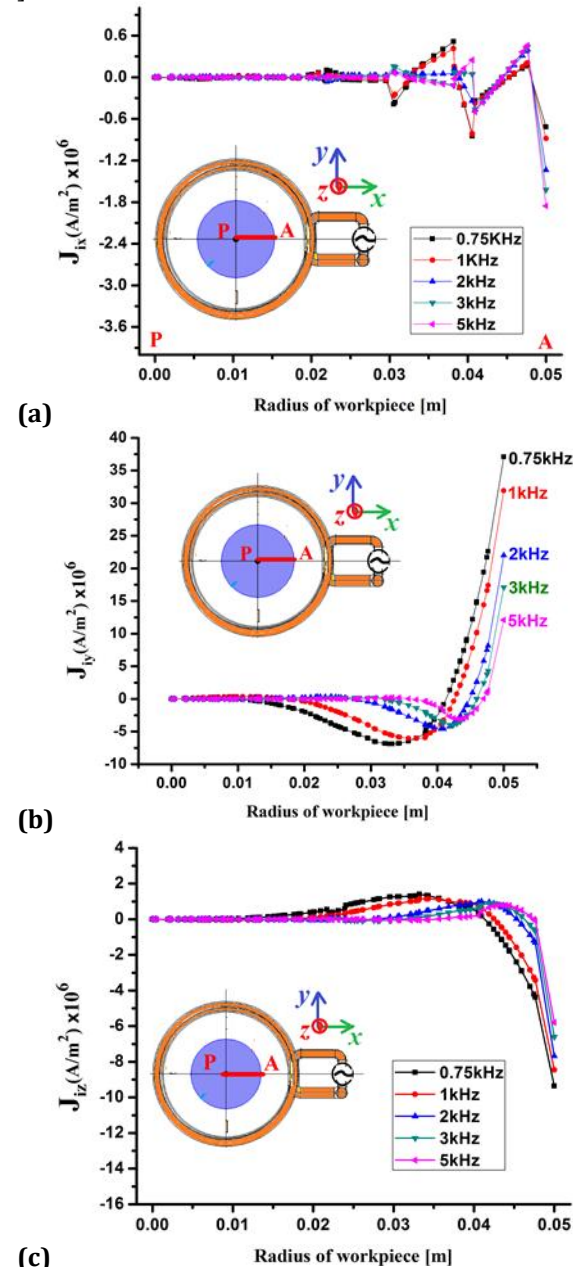 0.6
0.0
-0.6
-1.2
-1.8
-2.4
-3.0
-3.6
J_ix(A/m²) x10⁶
y
z x
P A
0.75KHz
1KHz
2kHz
3kHz
5kHz
P A
0.00 0.01 0.02 0.03 0.04 0.05
Radius of workpiece [m]
(a)
40
35
30
25
20
15
10
5
0
-5
-10
J_iy(A/m²) x10⁶
y
z x
P A
0.75kHz
1kHz
2kHz
3kHz
5kHz
0.00 0.01 0.02 0.03 0.04 0.05
Radius of workpiece [m]
(b)
4
2
0
-2
-4
-6
-8
-10
-12
-14
-16
J_iz(A/m²) x10⁶
y
z x
P A
0.75kHz
1kHz
2kHz
3kHz
5kHz
0.00 0.01 0.02 0.03 0.04 0.05
Radius of workpiece [m]
(c)